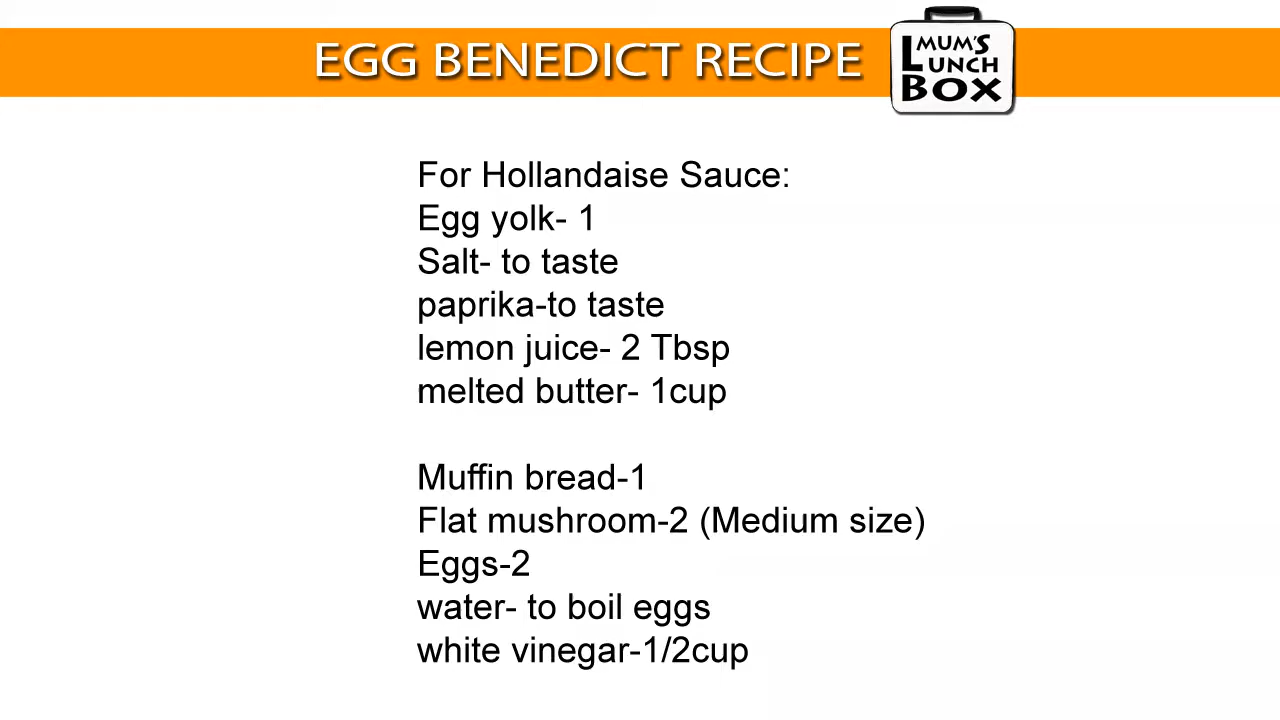 EGG BENEDICT RECIPE
MUM'S
LUNCH
BOX
For Hollandaise Sauce:
Egg yolk- 1
Salt- to taste
paprika-to taste
lemon juice- 2 Tbsp
melted butter- 1cup
Muffin bread-1
Flat mushroom-2 (Medium size)
Eggs-2
water- to boil eggs
white vinegar-1/2cup